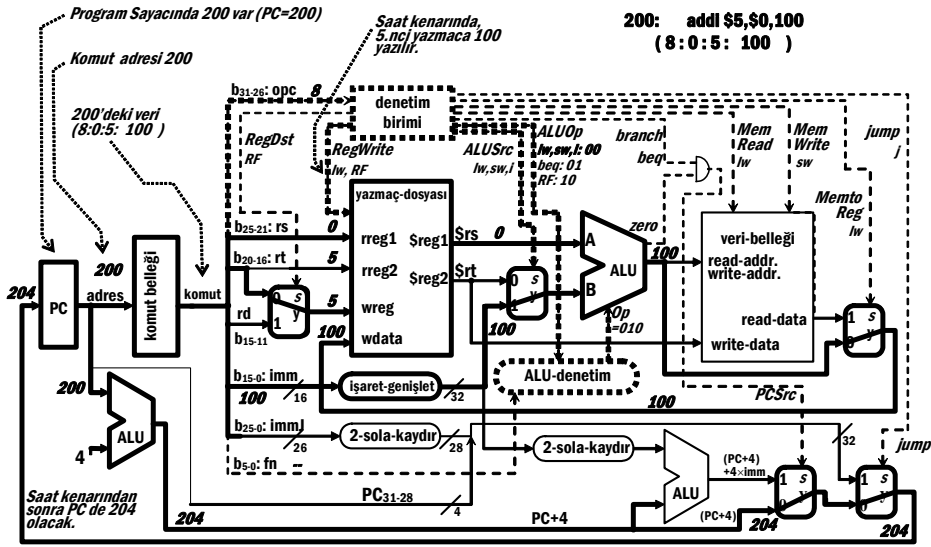 Program Sayacında 200 var (PC=200)
Komut adresi 200
200'deki veri
(8:0:5: 100 )
Saat kenarında,
5.nci yazmaca 100
yazılır.
200: addI $5,$0,100
( 8 : 0 : 5 : 100 )
b31-26: opc 8
denetim
birimi
RegDst
RF
RegWrite
lw, RF
ALUSrc
lw,sw,i
ALUOp
lw,sw,I: 00
beq: 01
RF: 10
branch
beq
Mem
Read
lw
Mem
Write
sw
jump
j
Memto
Reg
lw
yazmaç-dosyası
b25-21: rs 0
rreg1
$reg1
$rs 0
b20-16: rt 5
rreg2
$reg2
$rt
0 s
1 y
5
wreg
rd
b15-11
100
wdata
0 s
1 y
100
A
B
ALU
zero
100
Op
=010
veri-belleği
read-addr.
write-addr.
read-data
write-data
1 s
0 y
204
PC
adres
200
komut belleği
komut
b15-0: imm
100
16
işaret-genişlet
32
ALU-denetim
100
PCSrc
200
4
ALU
b25-0: immJ
26
2-sola-kaydır
28
2-sola-kaydır
32
jump
b5-0: fn --
ALU
(PC+4)
+4×imm
1 s
0 y
1 s
0 y
Saat kenarından
sonra PC de 204
olacak.
PC31-28
4
204
PC+4
(PC+4)
204
204